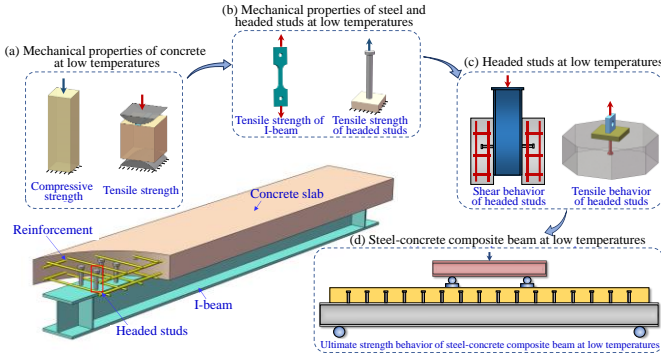 (a) Mechanical properties of concrete
at low temperatures
Compressive
strength
Tensile strength
(b) Mechanical properties of steel and
headed studs at low temperatures
Tensile strength of
I-beam
Tensile strength
of headed studs
(c) Headed studs at low temperatures
Shear behavior
of headed studs
Tensile behavior
of headed studs
Concrete slab
Reinforcement
I-beam
Headed studs
(d) Steel-concrete composite beam at low temperatures
Ultimate strength behavior of steel-concrete composite beam at low temperatures